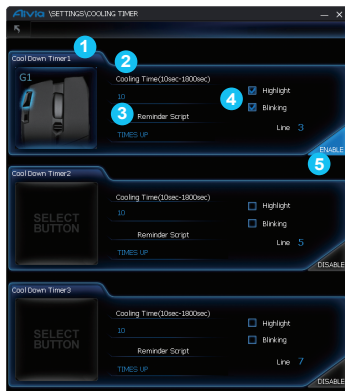 Aivia \SETTINGS\COOLING TIMER
1
2
Cool Down Timer1
G1
Cooling Time(10sec-1800sec)
10
3
Reminder Script
TIMES UP
4
Highlight
Blinking
Line 3
ENABLE
5
Cool Down Timer2
SELECT
BUTTON
Cooling Time(10sec-1800sec)
10
Reminder Script
TIMES UP
Highlight
Blinking
Line 5
DISABLE
Cool Down Timer3
SELECT
BUTTON
Cooling Time(10sec-1800sec)
10
Reminder Script
TIMES UP
Highlight
Blinking
Line 7
DISABLE